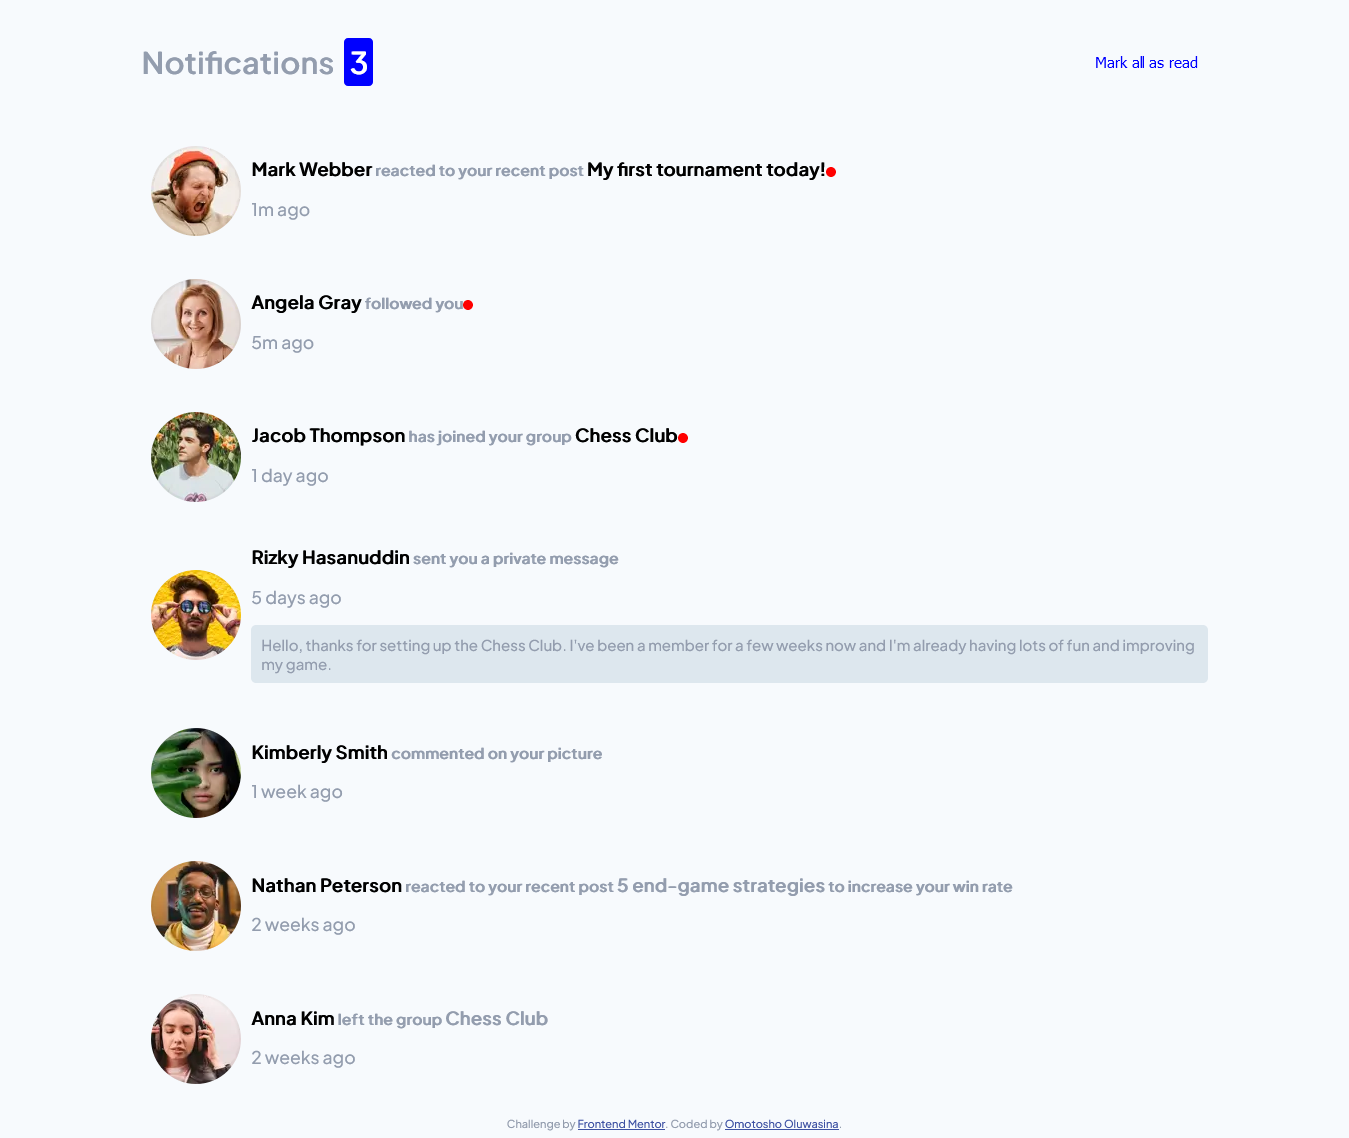 Notifications 3
Mark all as read
Mark Webber reacted to your recent post My first tournament today!
1m ago
Angela Gray followed you
5m ago
Jacob Thompson has joined your group Chess Club
1 day ago
Rizky Hasanuddin sent you a private message
5 days ago
Hello, thanks for setting up the Chess Club. I've been a member for a few weeks now and I'm already having lots of fun and improving
my game.
Kimberly Smith commented on your picture
1 week ago
Nathan Peterson reacted to your recent post 5 end-game strategies to increase your win rate
2 weeks ago
Anna Kim left the group Chess Club
2 weeks ago
Challenge by Frontend Mentor. Coded by Omotosho Oluwasina.